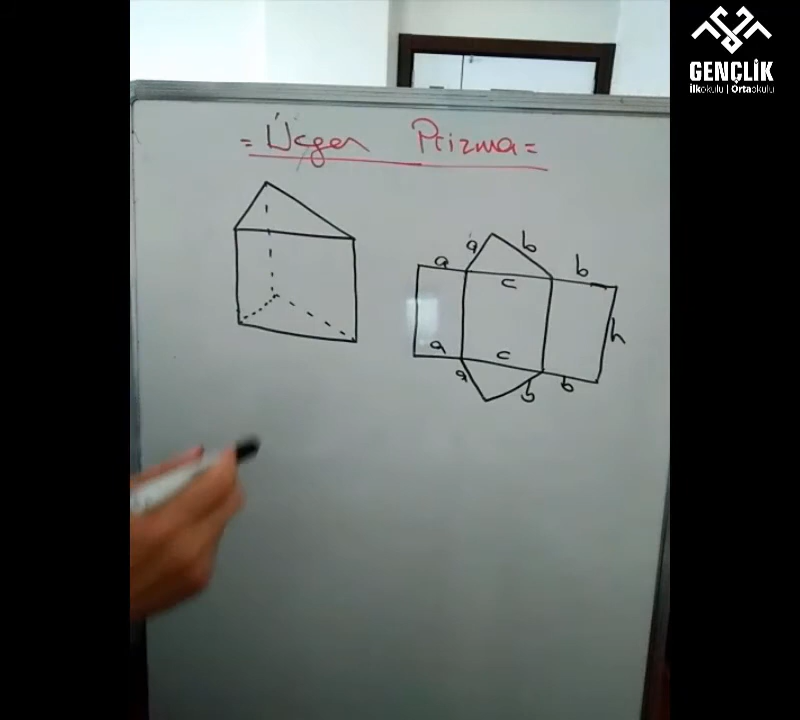 GENÇLİK
İlkokulu | Ortaokulu
= Üçgen Prizma =
a b b
a c
h
a c
a b b